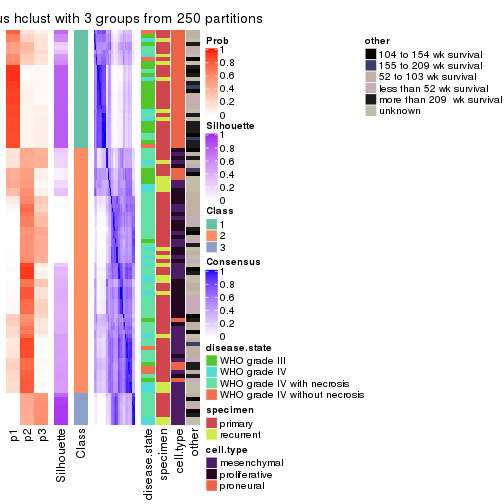 us hclust with 3 groups from 250 partitions
Prob
1
0.8
0.6
0.4
0.2
0
Silhouette
1
0.8
0.6
0.4
0.2
0
Class
1
2
3
Consensus
1
0.8
0.6
0.4
0.2
0
disease.state
WHO grade III
WHO grade IV
WHO grade IV with necrosis
WHO grade IV without necrosis
specimen
primary
recurrent
cell.type
mesenchymal
proliferative
proneural
other
104 to 154 wk survival
155 to 209 wk survival
52 to 103 wk survival
less than 52 wk survival
more than 209  wk survival
unknown
p1
p2
p3
Silhouette
Class
disease.state
specimen
cell.type
other